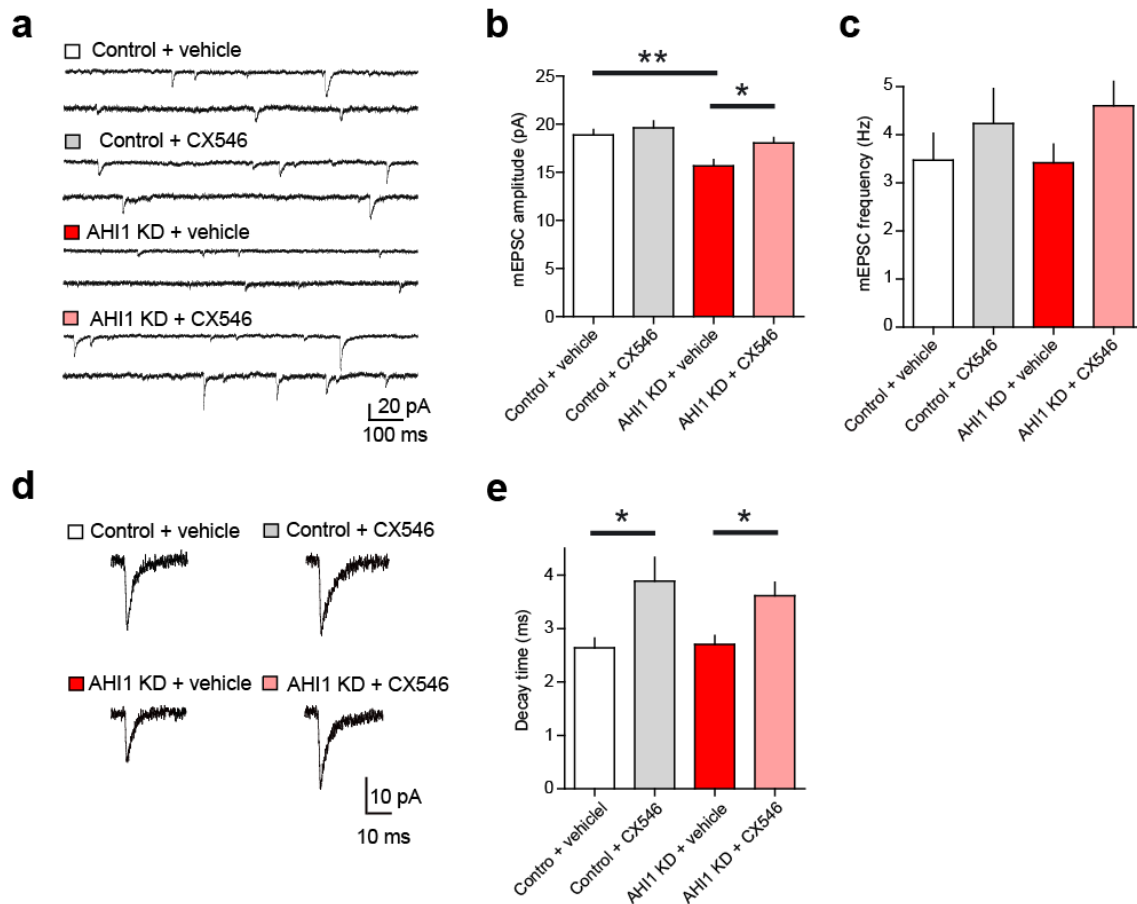 a
Control + vehicle
Control + CX546
AHI1 KD + vehicle
AHI1 KD + CX546
20 pA
100 ms
b
**
*
25
20
15
10
5
0
mEPSC amplitude (pA)
Control + vehicle
Control + CX546
AHI1 KD + vehicle
AHI1 KD + CX546
c
5
4
3
2
1
0
mEPSC frequency (Hz)
Control + vehicle
Control + CX546
AHI1 KD + vehicle
AHI1 KD + CX546
d
Control + vehicle
Control + CX546
AHI1 KD + vehicle
AHI1 KD + CX546
10 pA
10 ms
e
*
*
4
3
2
1
0
Decay time (ms)
Contro + vehiclel
Control + CX546
AHI1 KD + vehicle
AHI1 KD + CX546